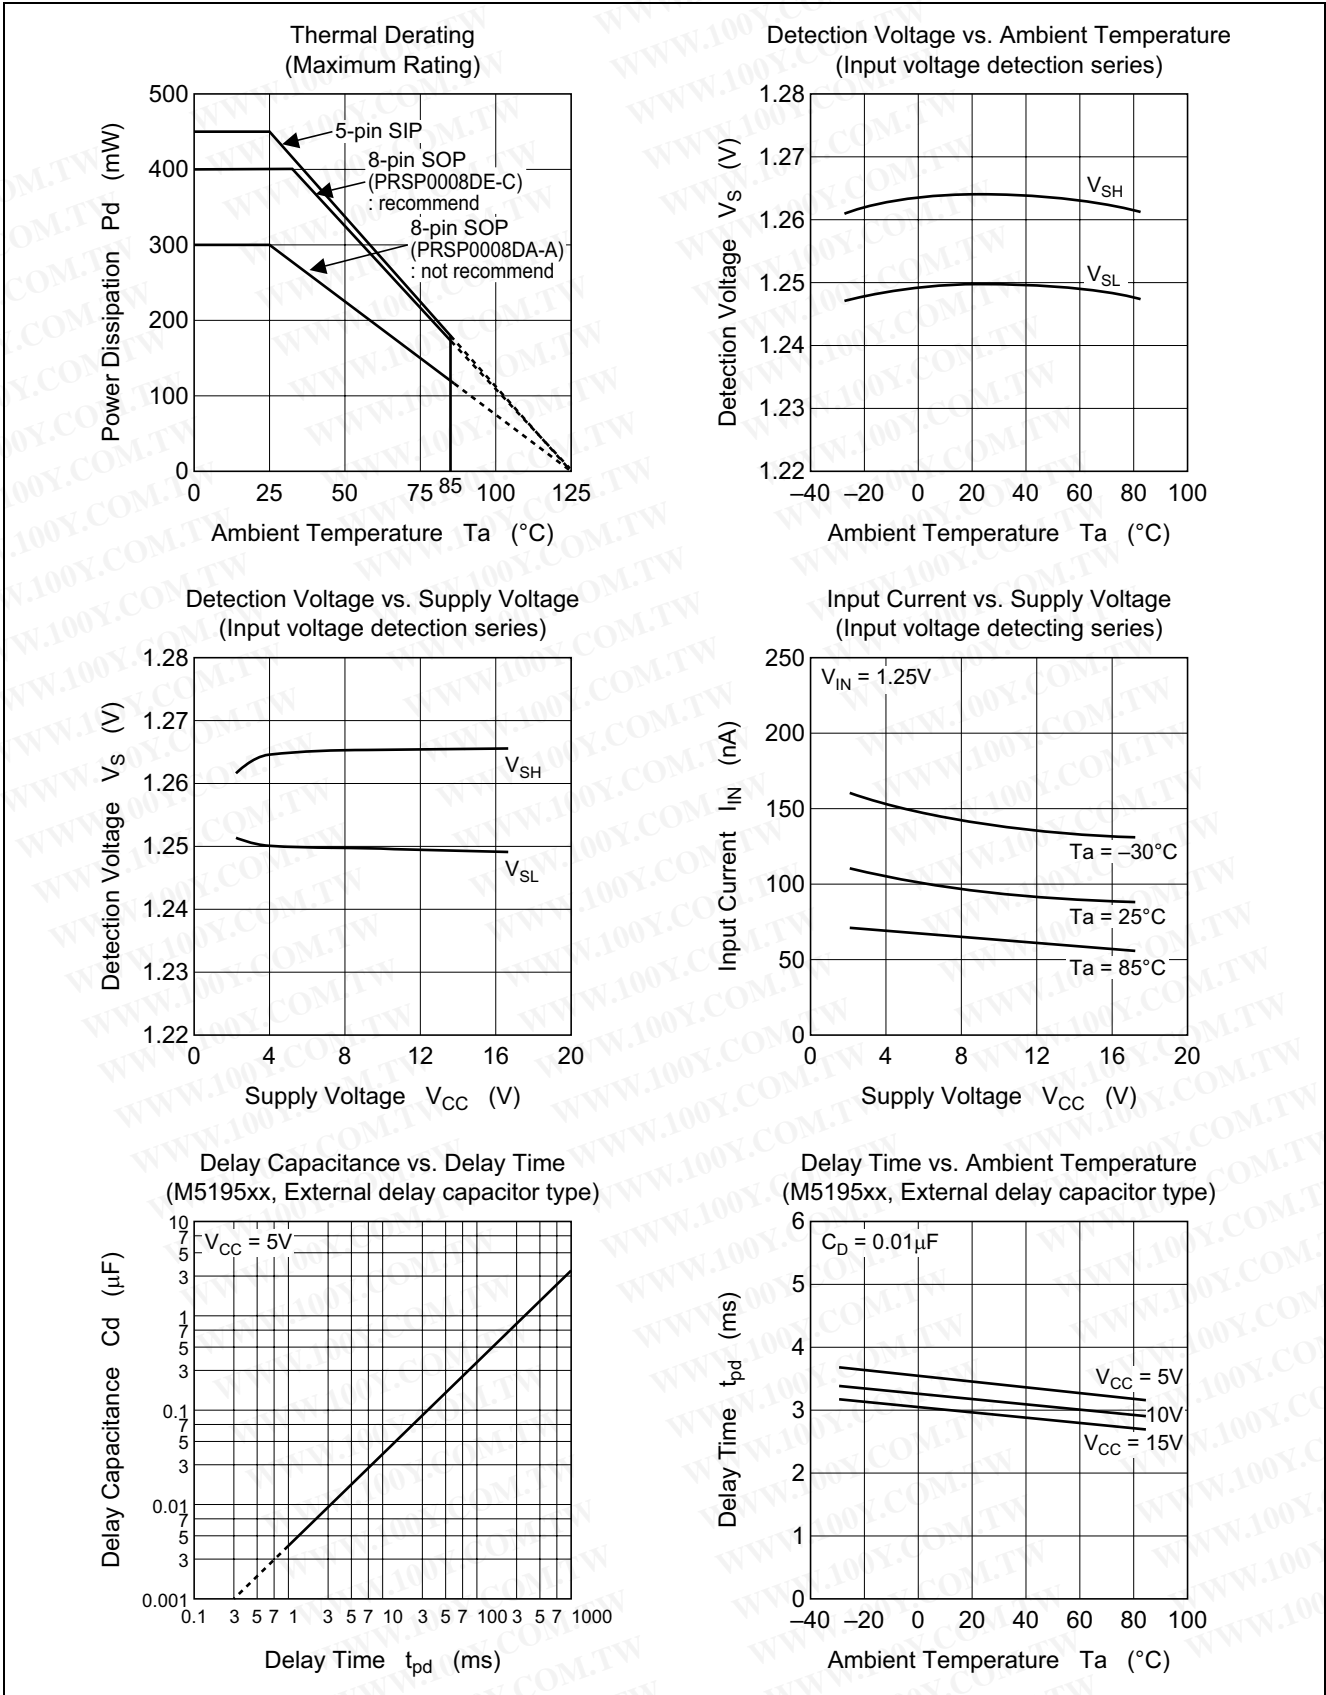 Thermal Derating
(Maximum Rating)
500
400
300
200
100
0
Power Dissipation Pd (mW)
5-pin SIP
8-pin SOP
(PRSP0008DE-C)
: recommend
8-pin SOP
(PRSP0008DA-A)
: not recommend
0 25 50 75 85 100 125
Ambient Temperature Ta (°C)
Detection Voltage vs. Ambient Temperature
(Input voltage detection series)
1.28
1.27
1.26
1.25
1.24
1.23
1.22
Detection Voltage VS (V)
VSH
VSL
–40 –20 0 20 40 60 80 100
Ambient Temperature Ta (°C)
Detection Voltage vs. Supply Voltage
(Input voltage detection series)
1.28
1.27
1.26
1.25
1.24
1.23
1.22
Detection Voltage VS (V)
VSH
VSL
0 4 8 12 16 20
Supply Voltage VCC (V)
Input Current vs. Supply Voltage
(Input voltage detecting series)
250
200
150
100
50
0
Input Current IIN (nA)
VIN = 1.25V
Ta = –30°C
Ta = 25°C
Ta = 85°C
0 4 8 12 16 20
Supply Voltage VCC (V)
Delay Capacitance vs. Delay Time
(M5195xx, External delay capacitor type)
10
7
5
3
1
7
5
3
0.1
7
5
3
0.01
7
5
3
0.001
Delay Capacitance Cd (μF)
VCC = 5V
0.1 3 5 7 1 3 5 7 10 3 5 7 100 3 5 7 1000
Delay Time tpd (ms)
Delay Time vs. Ambient Temperature
(M5195xx, External delay capacitor type)
6
5
4
3
2
1
0
Delay Time tpd (ms)
CD = 0.01μF
VCC = 5V
10V
VCC = 15V
–40 –20 0 20 40 60 80 100
Ambient Temperature Ta (°C)
WWW.100Y.COM.TW